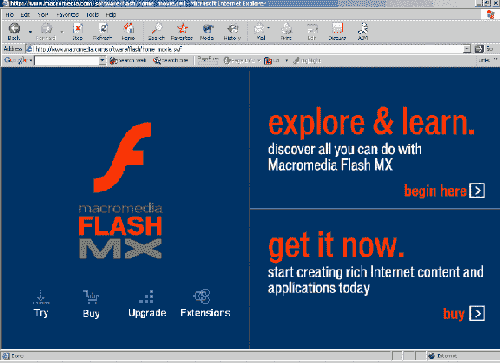 http://www.macromedia.com/software/flash/home_movie.swf - Microsoft Internet Explorer
File Edit View Favorites Tools Help
Back Forward Stop Refresh Home Search Favorites Media History Mail Print Edit Discuss AIM
Address http://www.macromedia.com/software/flash/home_movie.swf Go
Google Search Web Search Site PageRank
macromedia
FLASH
MX
Try Buy Upgrade Extensions
explore & learn.
discover all you can do with
Macromedia Flash MX
begin here
get it now.
start creating rich Internet content and
applications today
buy
Done Internet